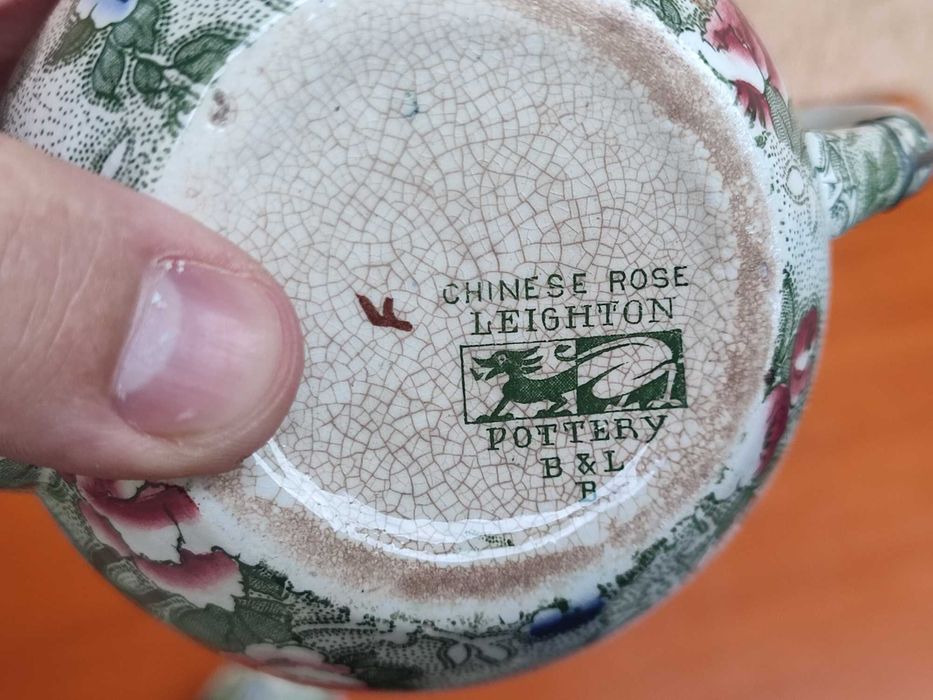 CHINESE ROSE
LEIGHTON
POTTERY
B & L
B